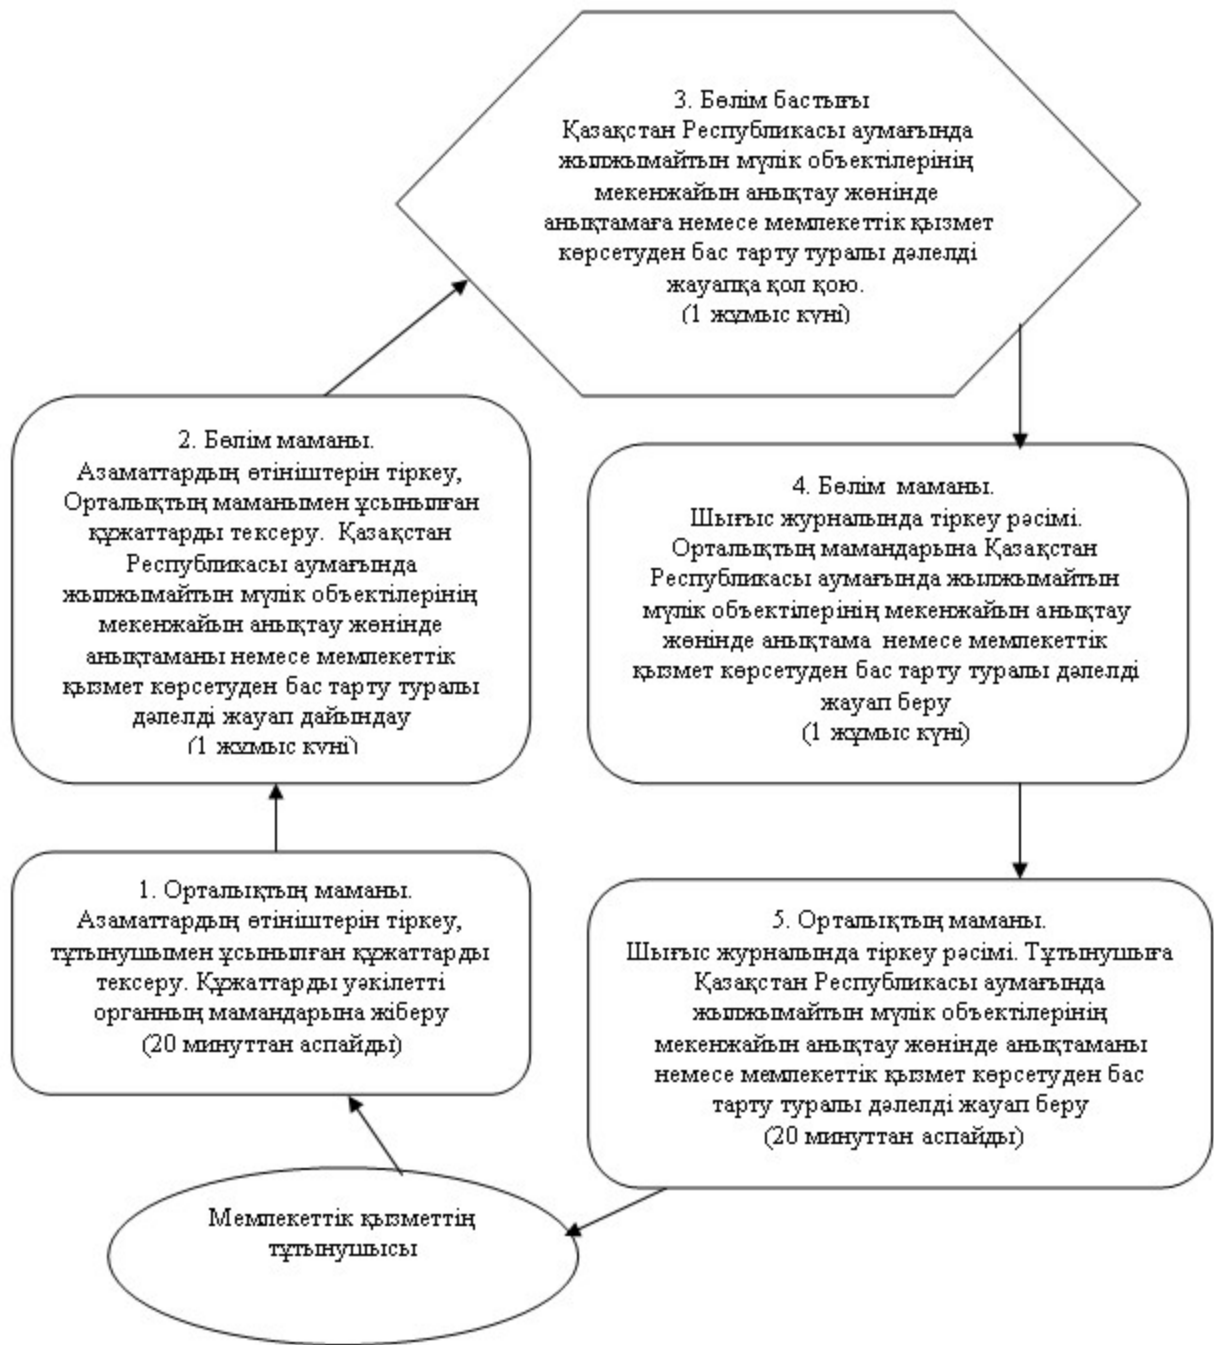 3. Бөлім бастығы
Қазақстан Республикасы аумағында
жылжымайтын мүлік объектілерінің
мекенжайын анықтау жөнінде
анықтамаға немесе мемлекеттік қызмет
көрсетуден бас тарту туралы дәлелді
жауапқа қол қою.
(1 жұмыс күні)
2. Бөлім маманы.
Азаматтардың өтініштерін тіркеу,
Орталықтың маманымен ұсынылған
құжаттарды тексеру. Қазақстан
Республикасы аумағында
жылжымайтын мүлік объектілерінің
мекенжайын анықтау жөнінде
анықтаманы немесе мемлекеттік
қызмет көрсетуден бас тарту туралы
дәлелді жауап дайындау
(1 жұмыс күні)
4. Бөлім маманы.
Шығыс журналында тіркеу рәсімі.
Орталықтың мамандарына Қазақстан
Республикасы аумағында жылжымайтын
мүлік объектілерінің мекенжайын анықтау
жөнінде анықтама немесе мемлекеттік
қызмет көрсетуден бас тарту туралы дәлелді
жауап беру
(1 жұмыс күні)
1. Орталықтың маманы.
Азаматтардың өтініштерін тіркеу,
тұтынушымен ұсынылған құжаттарды
тексеру. Құжаттарды уәкілетті
органның мамандарына жіберу
(20 минуттан аспайды)
5. Орталықтың маманы.
Шығыс журналында тіркеу рәсімі. Тұтынушыға
Қазақстан Республикасы аумағында
жылжымайтын мүлік объектілерінің
мекенжайын анықтау жөнінде анықтаманы
немесе мемлекеттік қызмет көрсетуден бас
тарту туралы дәлелді жауап беру
(20 минуттан аспайды)
Мемлекеттік қызметтің
тұтынушысы